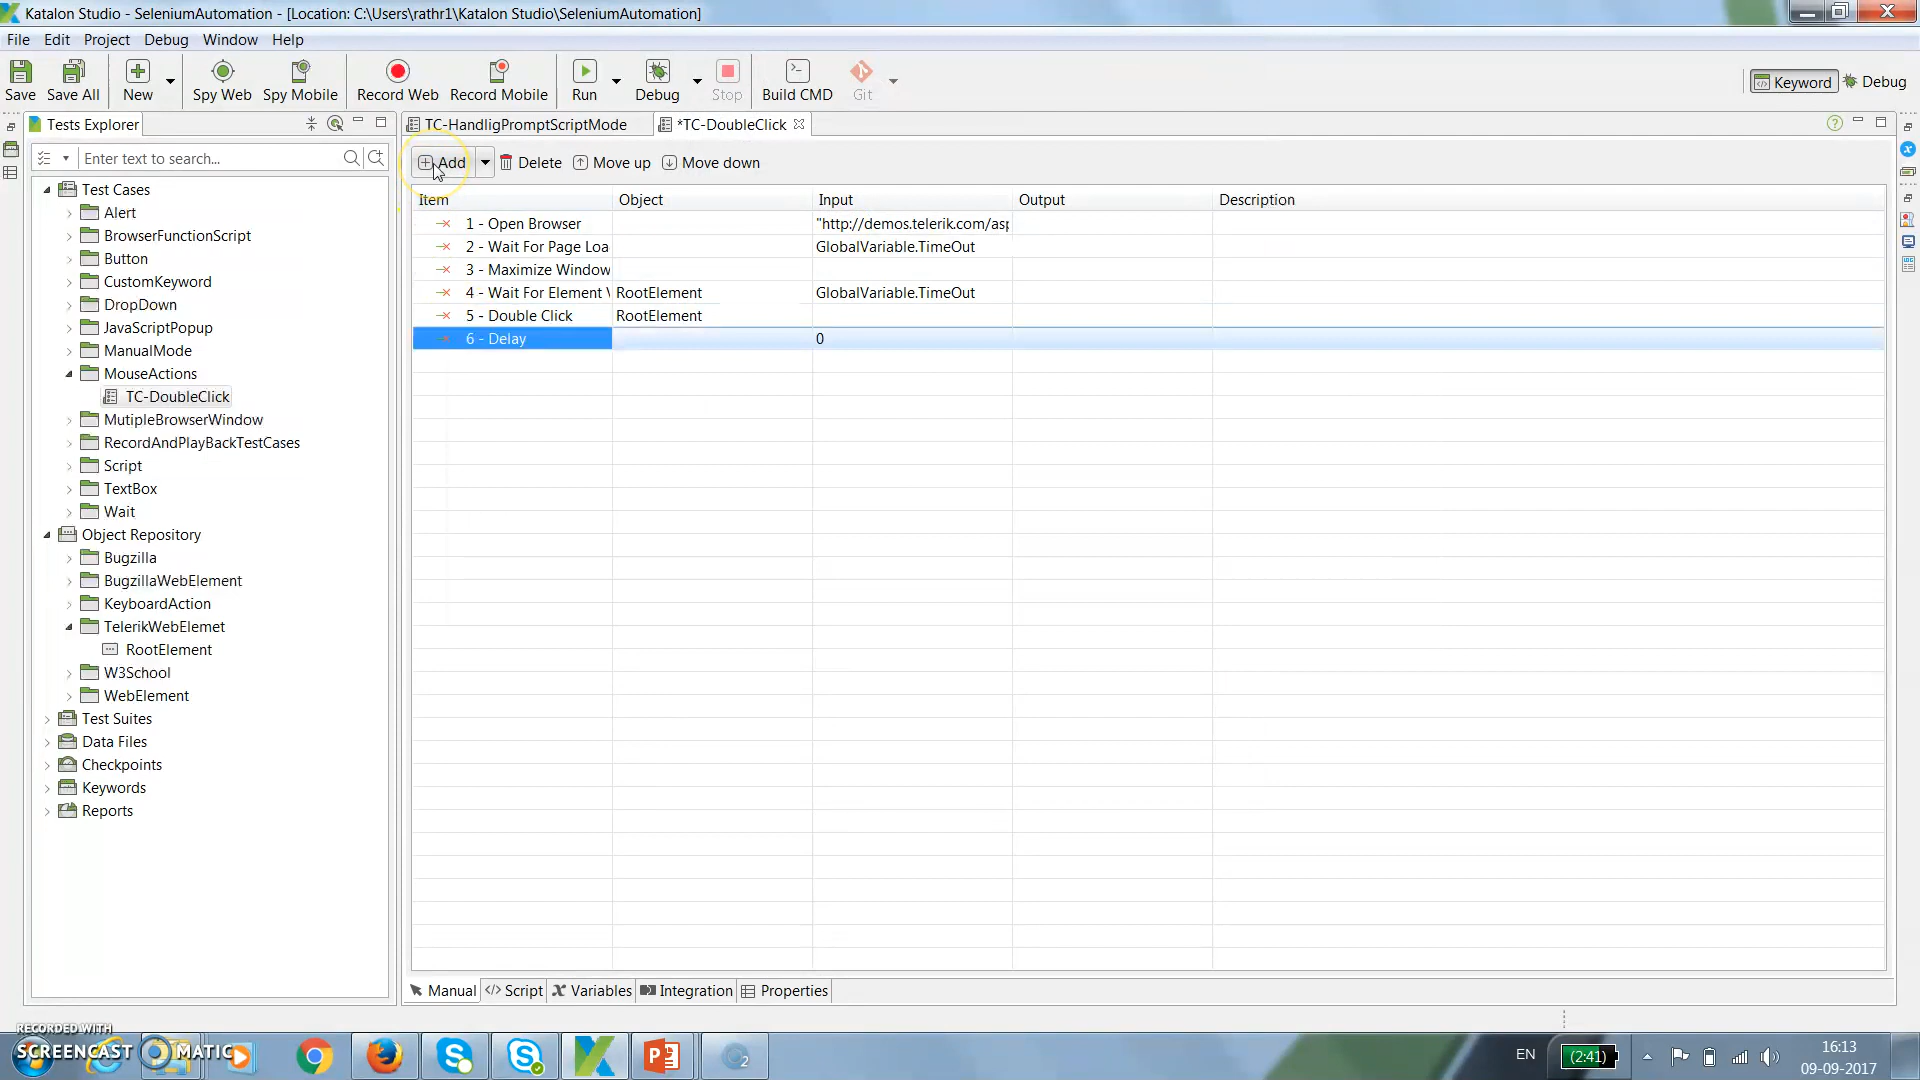 Katalon Studio - SeleniumAutomation - [Location: C:\Users\rathr1\Katalon Studio\SeleniumAutomation]
File Edit Project Debug Window Help
Save Save All New Spy Web Spy Mobile Record Web Record Mobile Run Debug Stop Build CMD Git Keyword Debug
Tests Explorer
TC-HandligPromptScriptMode *TC-DoubleClick
Enter text to search...
Add Delete Move up Move down
Item Object Input Output Description
1 - Open Browser "http://demos.telerik.com/asp
2 - Wait For Page Loa GlobalVariable.TimeOut
3 - Maximize Window
4 - Wait For Element V RootElement GlobalVariable.TimeOut
5 - Double Click RootElement
6 - Delay 0
Test Cases
Alert
BrowserFunctionScript
Button
CustomKeyword
DropDown
JavaScriptPopup
ManualMode
MouseActions
TC-DoubleClick
MutipleBrowserWindow
RecordAndPlayBackTestCases
Script
TextBox
Wait
Object Repository
Bugzilla
BugzillaWebElement
KeyboardAction
TelerikWebElemet
RootElement
W3School
WebElement
Test Suites
Data Files
Checkpoints
Keywords
Reports
Manual Script Variables Integration Properties
RECORDED WITH
SCREENCAST MATIC
EN (2:41) 16:13
09-09-2017